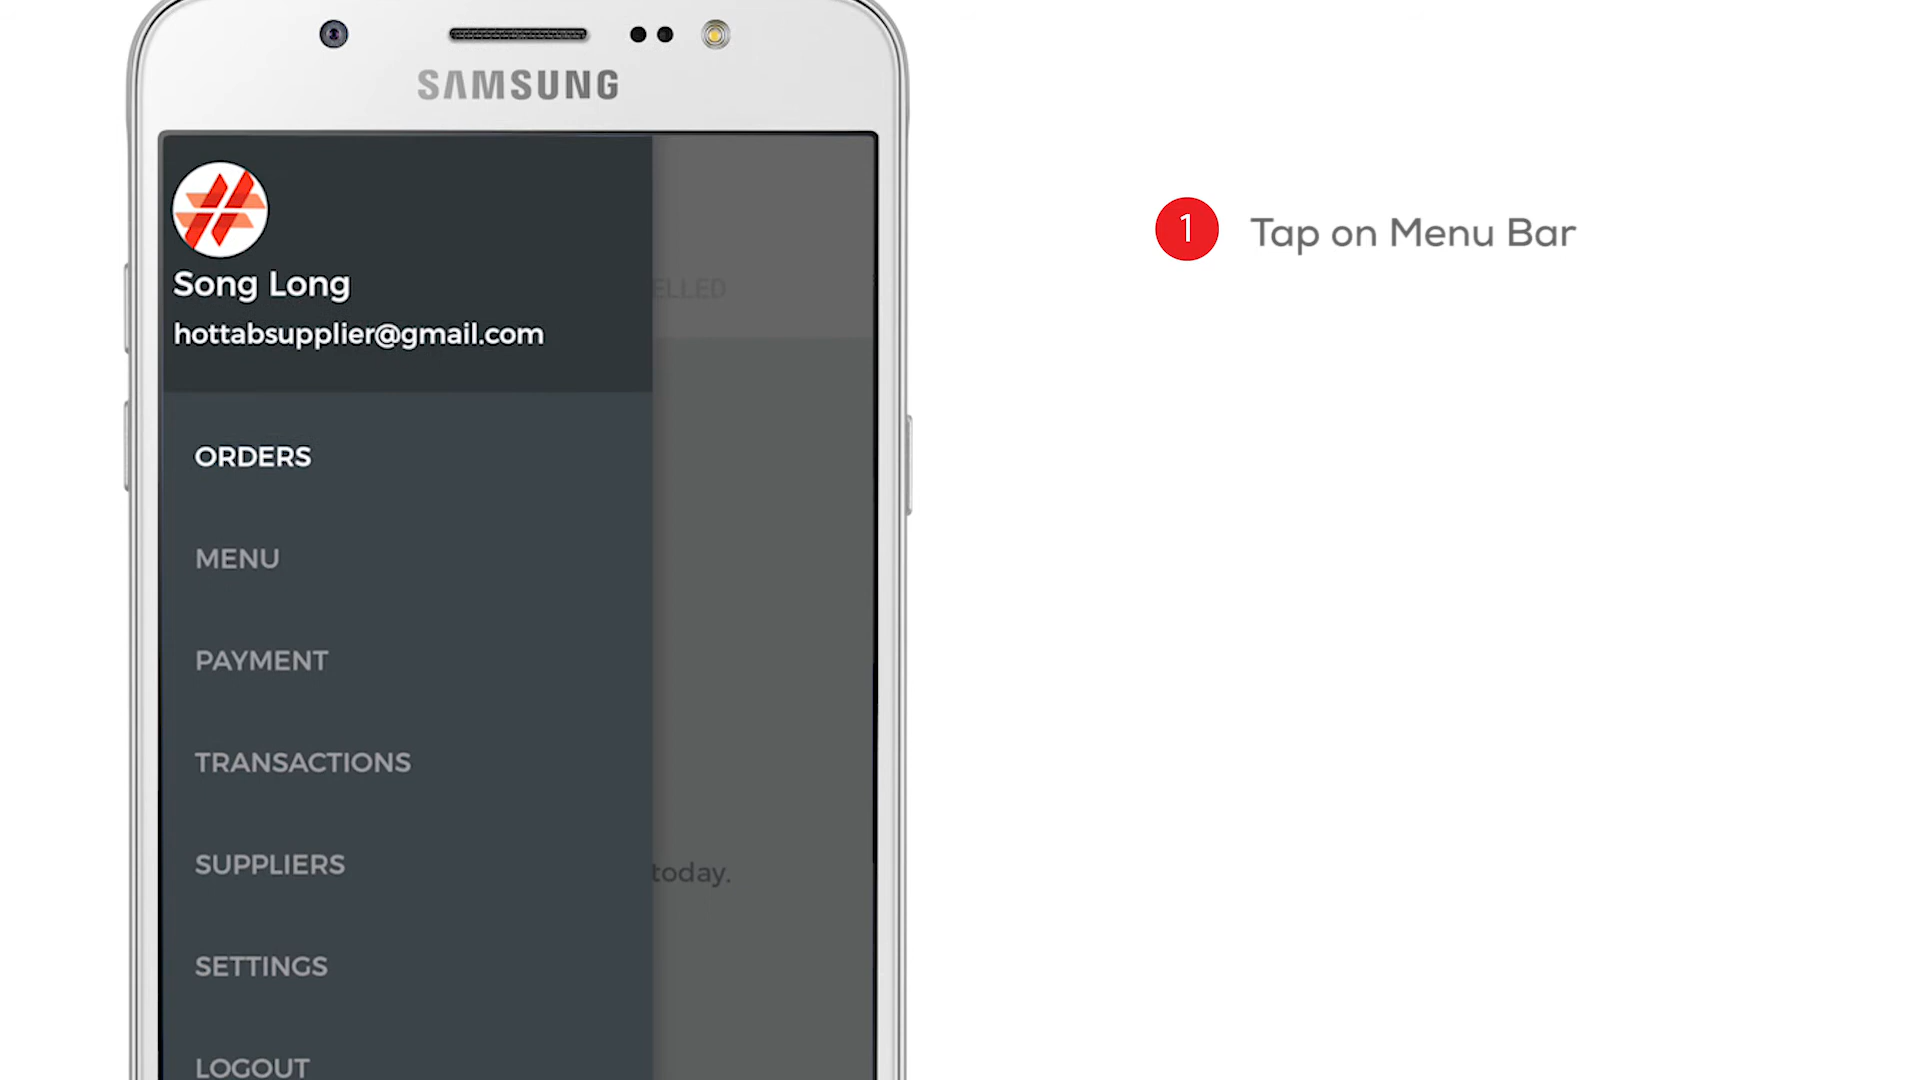 SAMSUNG
Song Long
hottabsupplier@gmail.com
ELLED
ORDERS
MENU
PAYMENT
TRANSACTIONS
SUPPLIERS
today.
SETTINGS
LOGOUT
1 Tap on Menu Bar